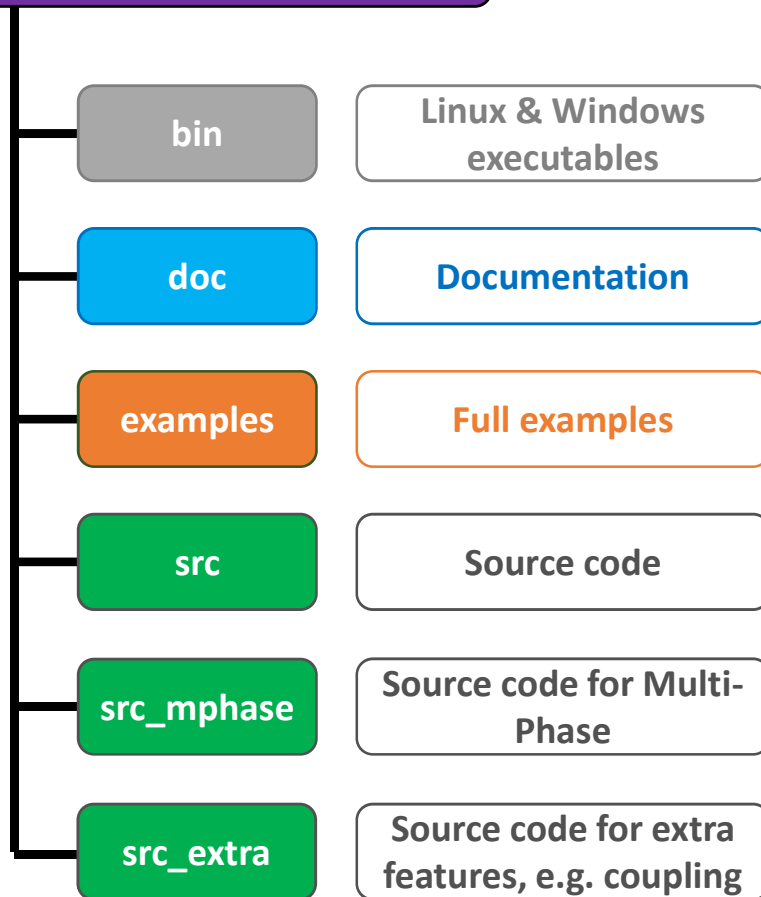 bin
Linux & Windows
executables
doc
Documentation
examples
Full examples
src
Source code
src_mphase
Source code for Multi-
Phase
src_extra
Source code for extra
features, e.g. coupling